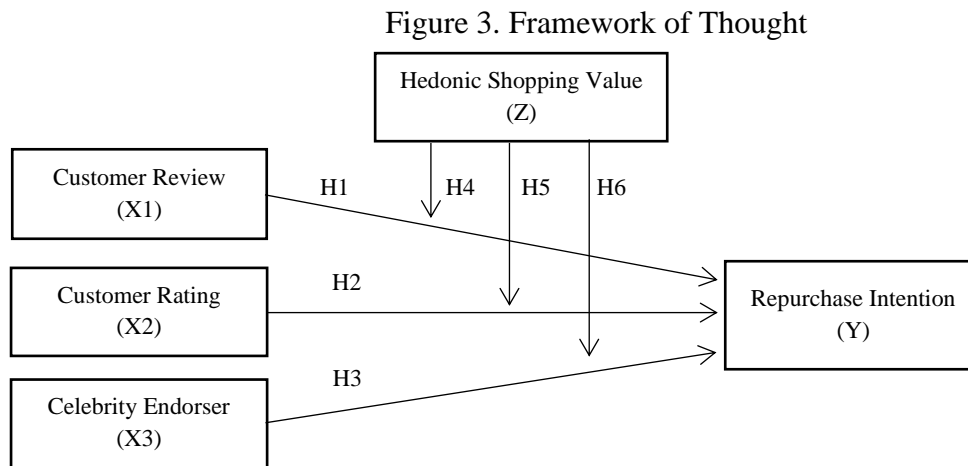 Figure 3. Framework of Thought
Hedonic Shopping Value
(Z)
Customer Review
(X1)
H1
H4
H5
H6
Customer Rating
(X2)
H2
Repurchase Intention
(Y)
Celebrity Endorser
(X3)
H3